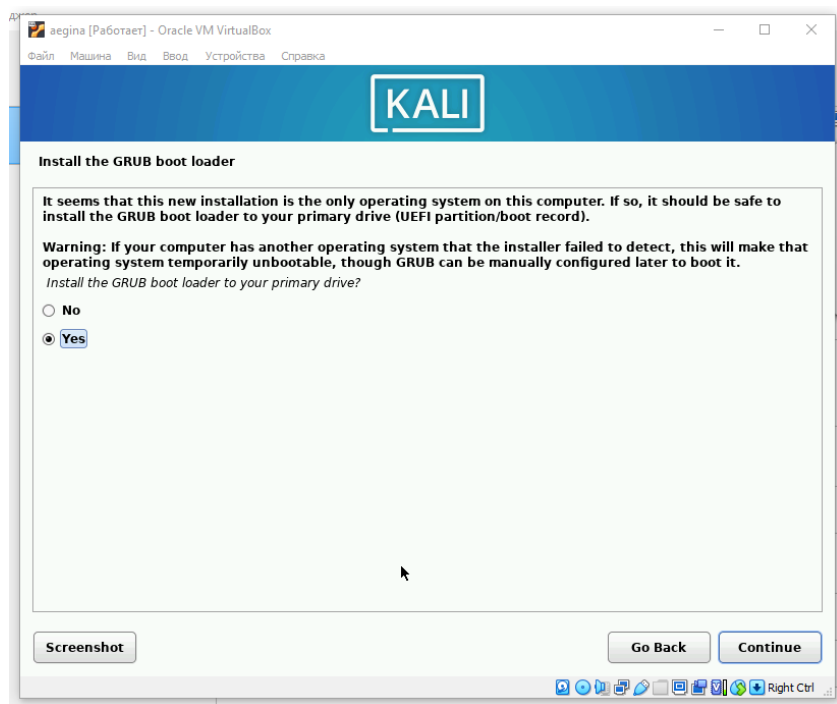 aegina [Работает] - Oracle VM VirtualBox
Файл Машина Вид Ввод Устройства Справка
KALI
Install the GRUB boot loader
It seems that this new installation is the only operating system on this computer. If so, it should be safe to
install the GRUB boot loader to your primary drive (UEFI partition/boot record).
Warning: If your computer has another operating system that the installer failed to detect, this will make that
operating system temporarily unbootable, though GRUB can be manually configured later to boot it.
Install the GRUB boot loader to your primary drive?
No
Yes
Screenshot
Go Back
Continue
Right Ctrl